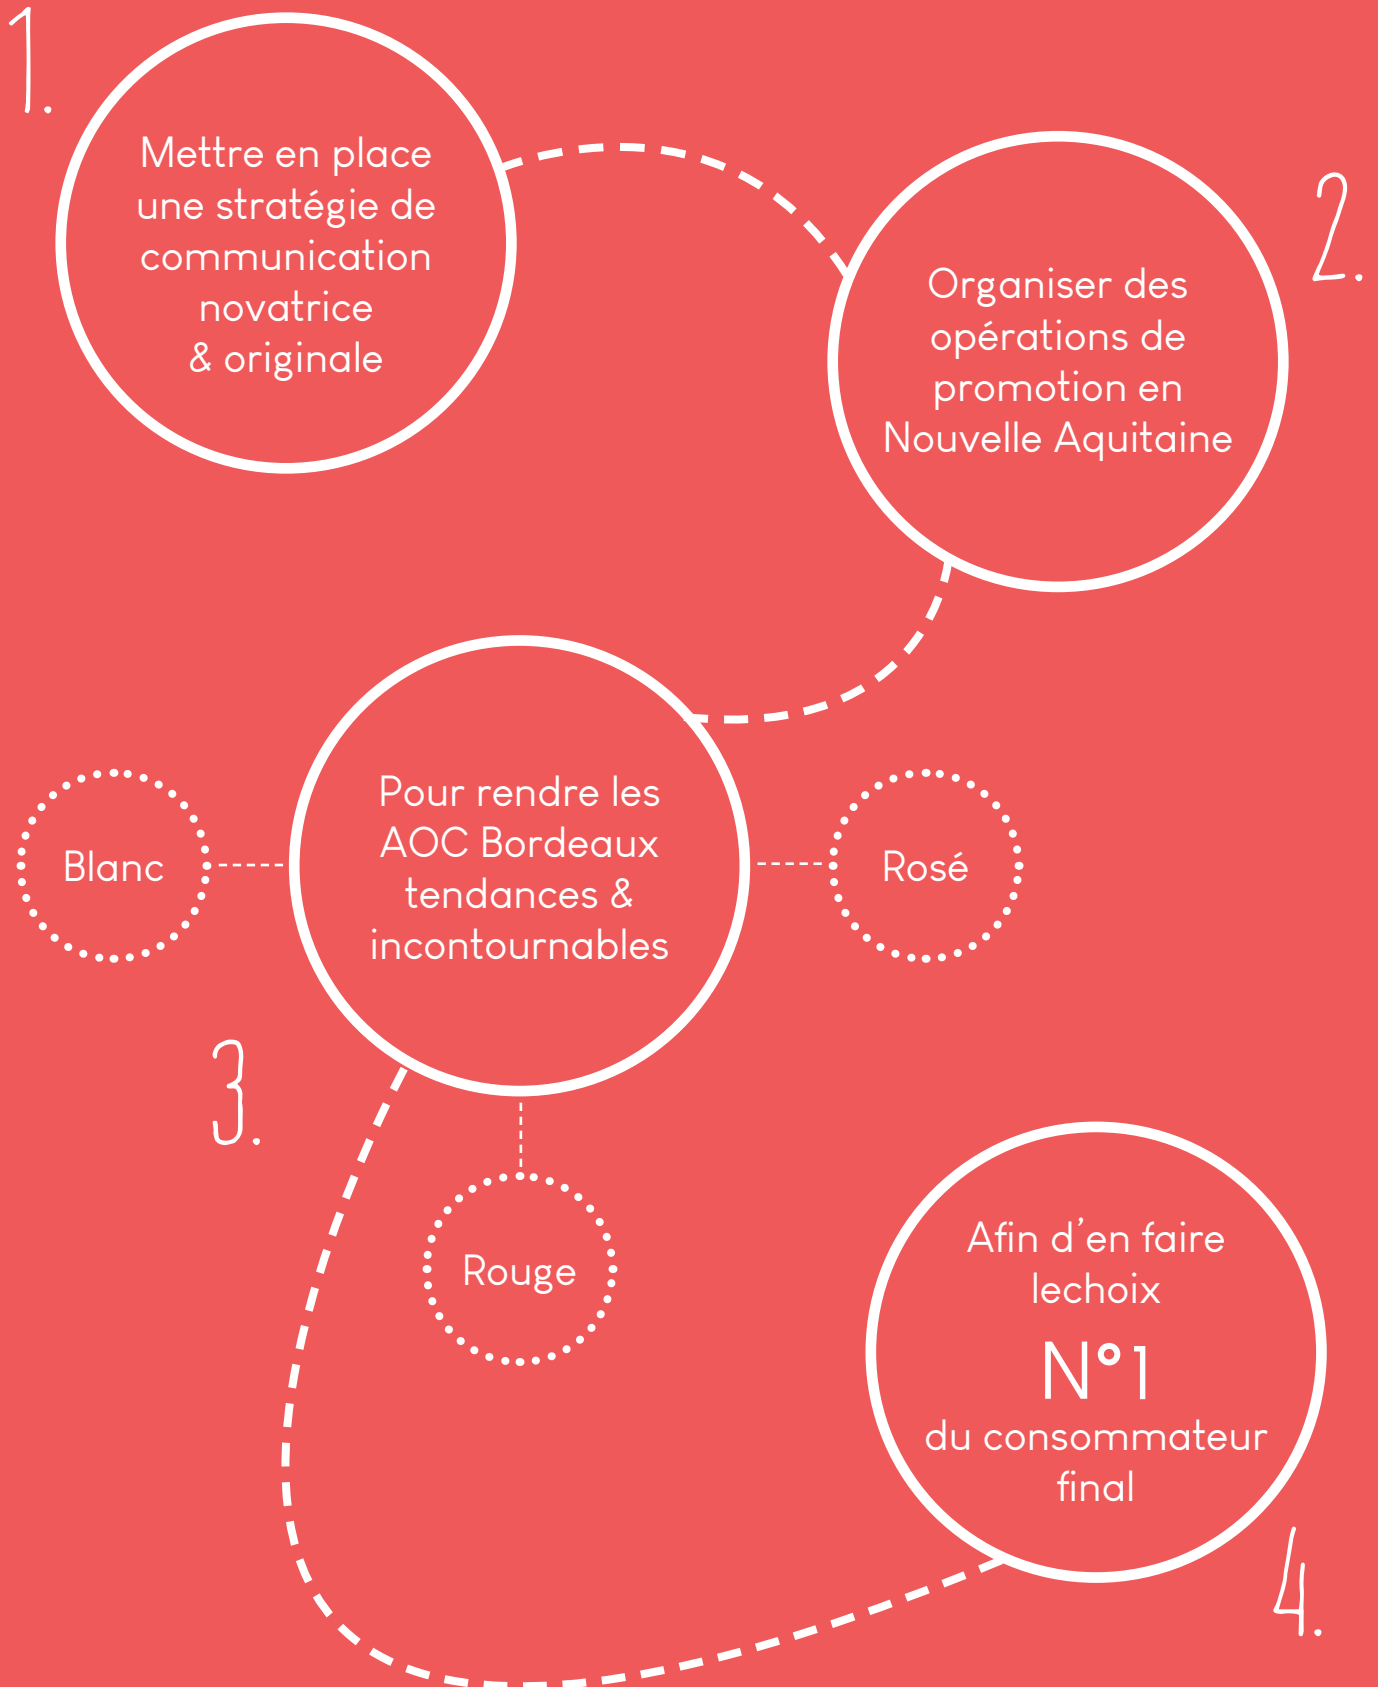 1.
Mettre en place
une stratégie de
communication
novatrice
& originale
2.
Organiser des
opérations de
promotion en
Nouvelle Aquitaine
3.
Pour rendre les
AOC Bordeaux
tendances &
incontournables
Blanc
Rosé
Rouge
4.
Afin d’en faire
lechoix
N°1
du consommateur
final